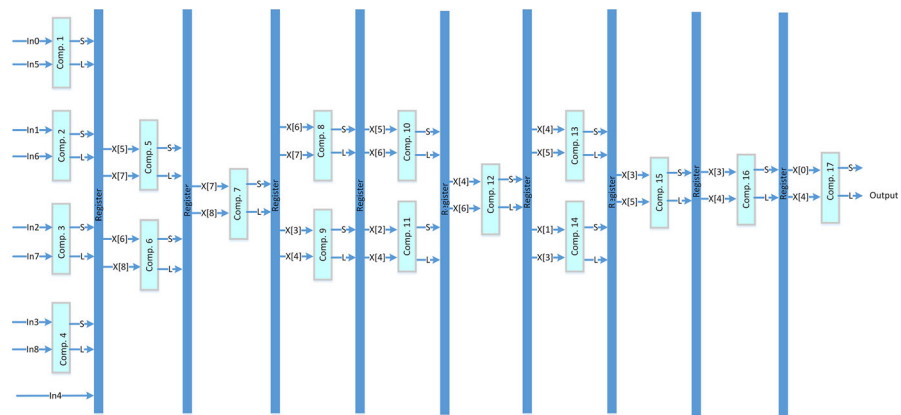 In0
In5
Comp. 1
S
L
In1
In6
Comp. 2
S
L
In2
In7
Comp. 3
S
L
In3
In8
Comp. 4
S
L
In4
Register
X[5]
X[7]
Comp. 5
S
L
X[6]
X[8]
Comp. 6
S
L
Register
X[7]
X[8]
Comp. 7
S
L
Register
X[6]
X[7]
Comp. 8
S
L
X[3]
X[4]
Comp. 9
S
L
Register
X[5]
X[6]
Comp. 10
S
L
X[2]
X[4]
Comp. 11
S
L
Register
X[4]
X[6]
Comp. 12
S
L
Register
X[4]
X[5]
Comp. 13
S
L
X[1]
X[3]
Comp. 14
S
L
Register
X[3]
X[5]
Comp. 15
S
L
Register
X[3]
X[4]
Comp. 16
S
L
Register
X[0]
X[4]
Comp. 17
S
L
Output